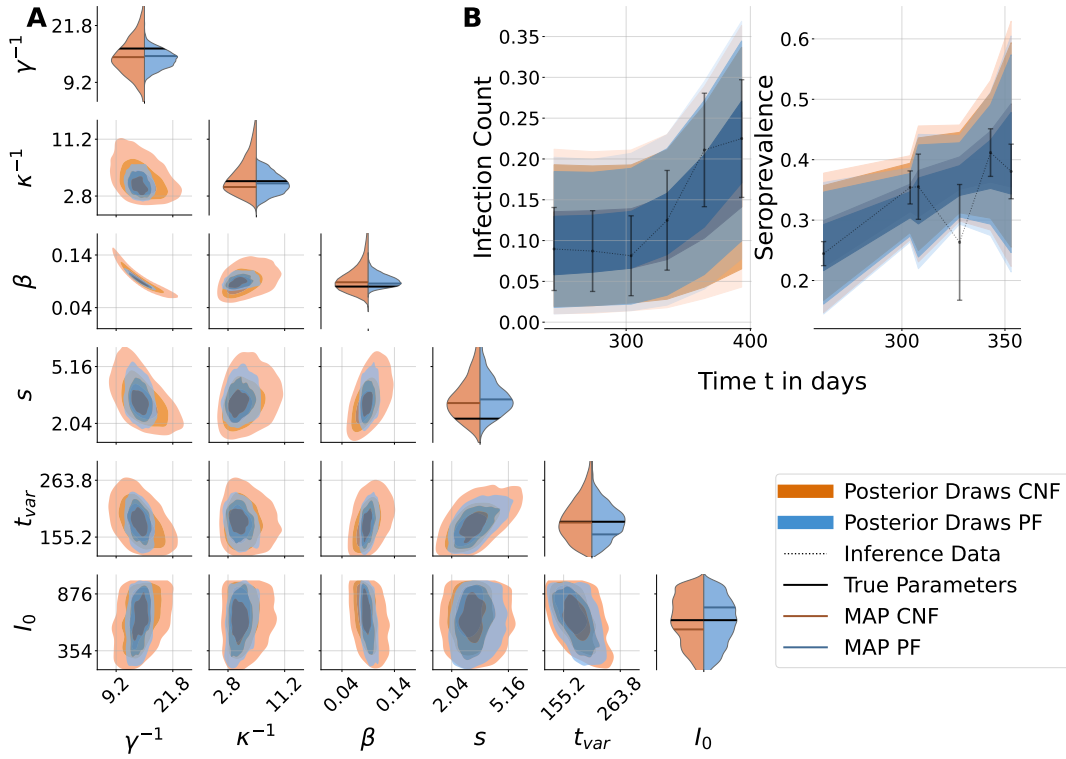 A
γ⁻¹
21.8
9.2
κ⁻¹
11.2
2.8
β
0.14
0.04
s
5.16
2.04
t_var
263.8
155.2
I₀
876
354
9.2
21.8
2.8
11.2
0.04
0.14
2.04
5.16
155.2
263.8
γ⁻¹
κ⁻¹
β
s
t_var
I₀
B
Infection Count
0.35
0.30
0.25
0.20
0.15
0.10
0.05
0.00
300
400
Seroprevalence
0.6
0.5
0.4
0.3
0.2
300
350
Time t in days
Posterior Draws CNF
Posterior Draws PF
Inference Data
True Parameters
MAP CNF
MAP PF